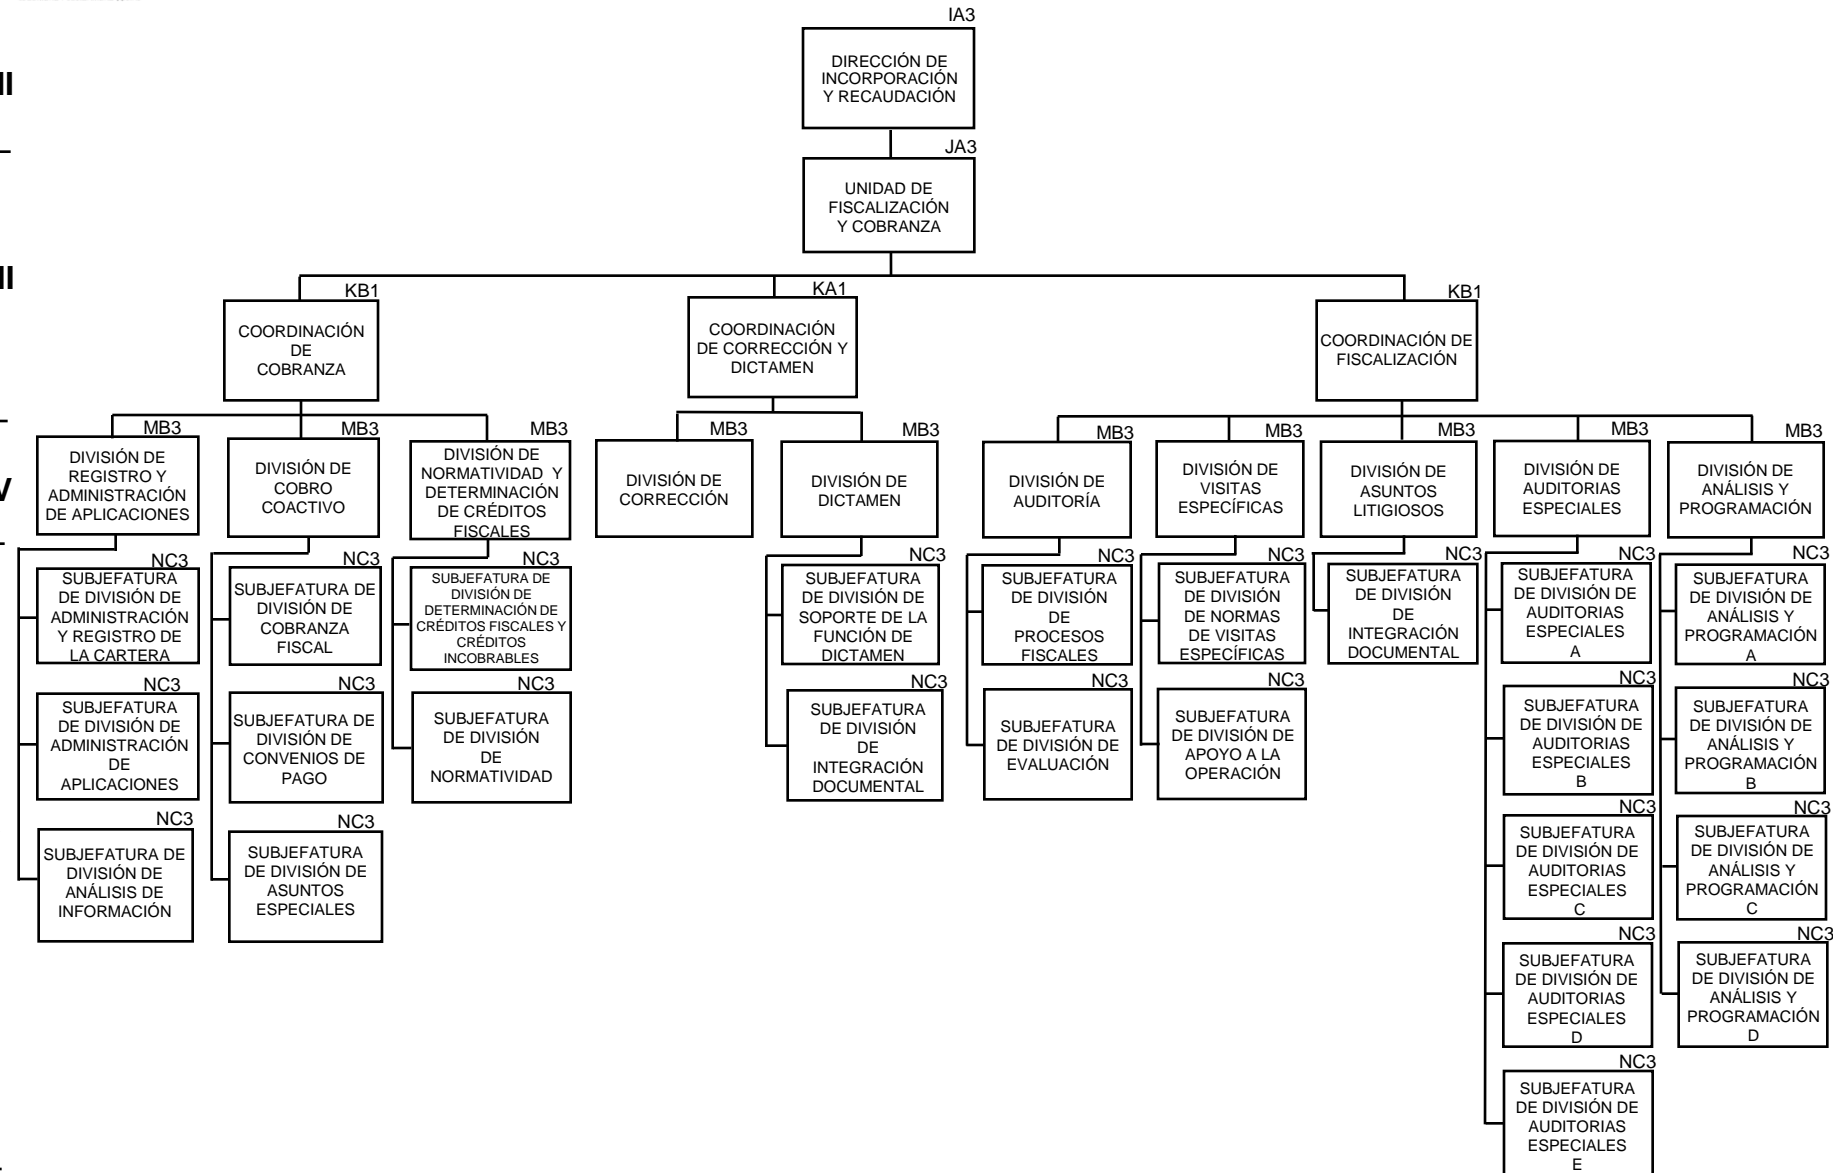 IA3
DIRECCIÓN DE
INCORPORACIÓN
Y RECAUDACIÓN
JA3
UNIDAD DE
FISCALIZACIÓN
Y COBRANZA
KB1
COORDINACIÓN
DE
COBRANZA
KA1
COORDINACIÓN
DE CORRECCIÓN Y
DICTAMEN
KB1
COORDINACIÓN DE
FISCALIZACIÓN
MB3
DIVISIÓN DE
REGISTRO Y
ADMINISTRACIÓN
DE APLICACIONES
MB3
DIVISIÓN DE
COBRO
COACTIVO
MB3
DIVISIÓN DE
NORMATIVIDAD Y
DETERMINACIÓN
DE CRÉDITOS
FISCALES
MB3
DIVISIÓN DE
CORRECCIÓN
MB3
DIVISIÓN DE
DICTAMEN
MB3
DIVISIÓN DE
AUDITORÍA
MB3
DIVISIÓN DE
VISITAS
ESPECÍFICAS
MB3
DIVISIÓN DE
ASUNTOS
LITIGIOSOS
MB3
DIVISIÓN DE
AUDITORIAS
ESPECIALES
MB3
DIVISIÓN DE
ANÁLISIS Y
PROGRAMACIÓN
NC3
SUBJEFATURA
DE DIVISIÓN DE
ADMINISTRACIÓN
Y REGISTRO DE
LA CARTERA
NC3
SUBJEFATURA DE
DIVISIÓN DE
COBRANZA
FISCAL
NC3
SUBJEFATURA DE
DIVISIÓN DE
DETERMINACIÓN DE
CRÉDITOS FISCALES Y
CRÉDITOS
INCOBRABLES
NC3
SUBJEFATURA
DE DIVISIÓN DE
SOPORTE DE LA
FUNCIÓN DE
DICTAMEN
NC3
SUBJEFATURA
DE DIVISIÓN
DE
PROCESOS
FISCALES
NC3
SUBJEFATURA
DE DIVISIÓN
DE NORMAS
DE VISITAS
ESPECÍFICAS
NC3
SUBJEFATURA
DE DIVISIÓN
DE
INTEGRACIÓN
DOCUMENTAL
NC3
SUBJEFATURA
DE DIVISIÓN DE
AUDITORIAS
ESPECIALES
A
NC3
SUBJEFATURA
DE DIVISIÓN DE
ANÁLISIS Y
PROGRAMACIÓN
A
NC3
SUBJEFATURA
DE DIVISIÓN DE
ADMINISTRACIÓN
DE
APLICACIONES
NC3
SUBJEFATURA DE
DIVISIÓN DE
CONVENIOS DE
PAGO
NC3
SUBJEFATURA
DE DIVISIÓN
DE
NORMATIVIDAD
NC3
SUBJEFATURA
DE DIVISIÓN
DE
INTEGRACIÓN
DOCUMENTAL
NC3
SUBJEFATURA
DE DIVISIÓN DE
EVALUACIÓN
NC3
SUBJEFATURA
DE DIVISIÓN DE
APOYO A LA
OPERACIÓN
NC3
SUBJEFATURA
DE DIVISIÓN DE
AUDITORIAS
ESPECIALES
B
NC3
SUBJEFATURA
DE DIVISIÓN DE
ANÁLISIS Y
PROGRAMACIÓN
B
NC3
SUBJEFATURA DE
DIVISIÓN DE
ANÁLISIS DE
INFORMACIÓN
NC3
SUBJEFATURA
DE DIVISIÓN DE
ASUNTOS
ESPECIALES
NC3
SUBJEFATURA
DE DIVISIÓN DE
AUDITORIAS
ESPECIALES
C
NC3
SUBJEFATURA
DE DIVISIÓN DE
ANÁLISIS Y
PROGRAMACIÓN
C
NC3
SUBJEFATURA
DE DIVISIÓN DE
AUDITORIAS
ESPECIALES
D
NC3
SUBJEFATURA
DE DIVISIÓN DE
ANÁLISIS Y
PROGRAMACIÓN
D
NC3
SUBJEFATURA
DE DIVISIÓN DE
AUDITORIAS
ESPECIALES
E